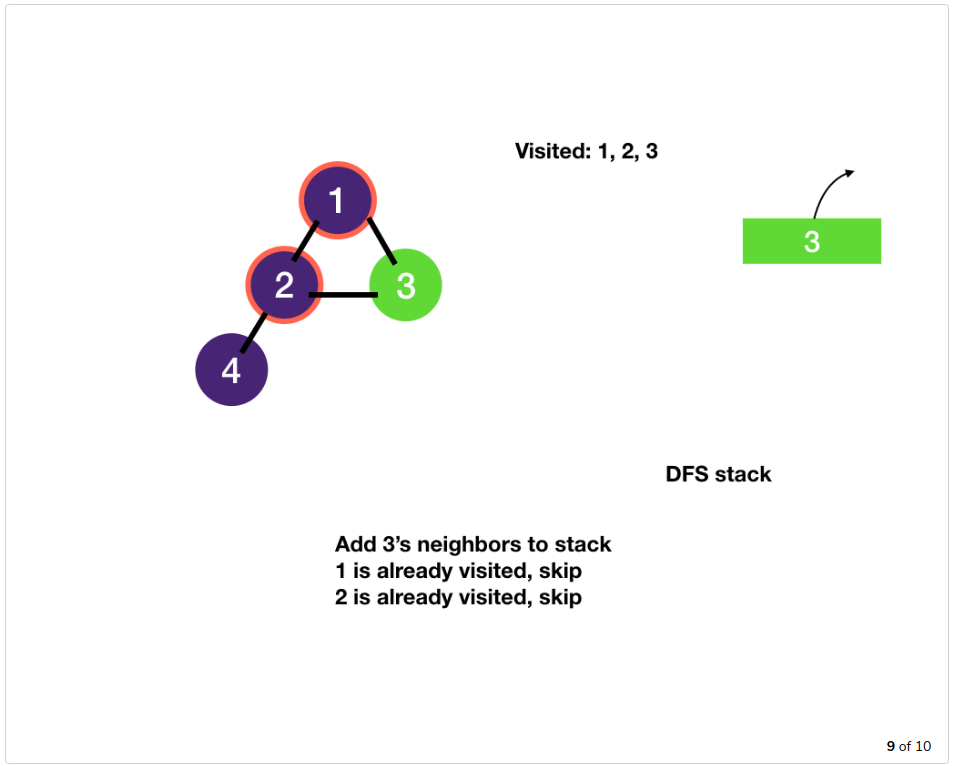 Visited: 1, 2, 3
1
3
2
3
4
DFS stack
Add 3’s neighbors to stack
1 is already visited, skip
2 is already visited, skip
9 of 10